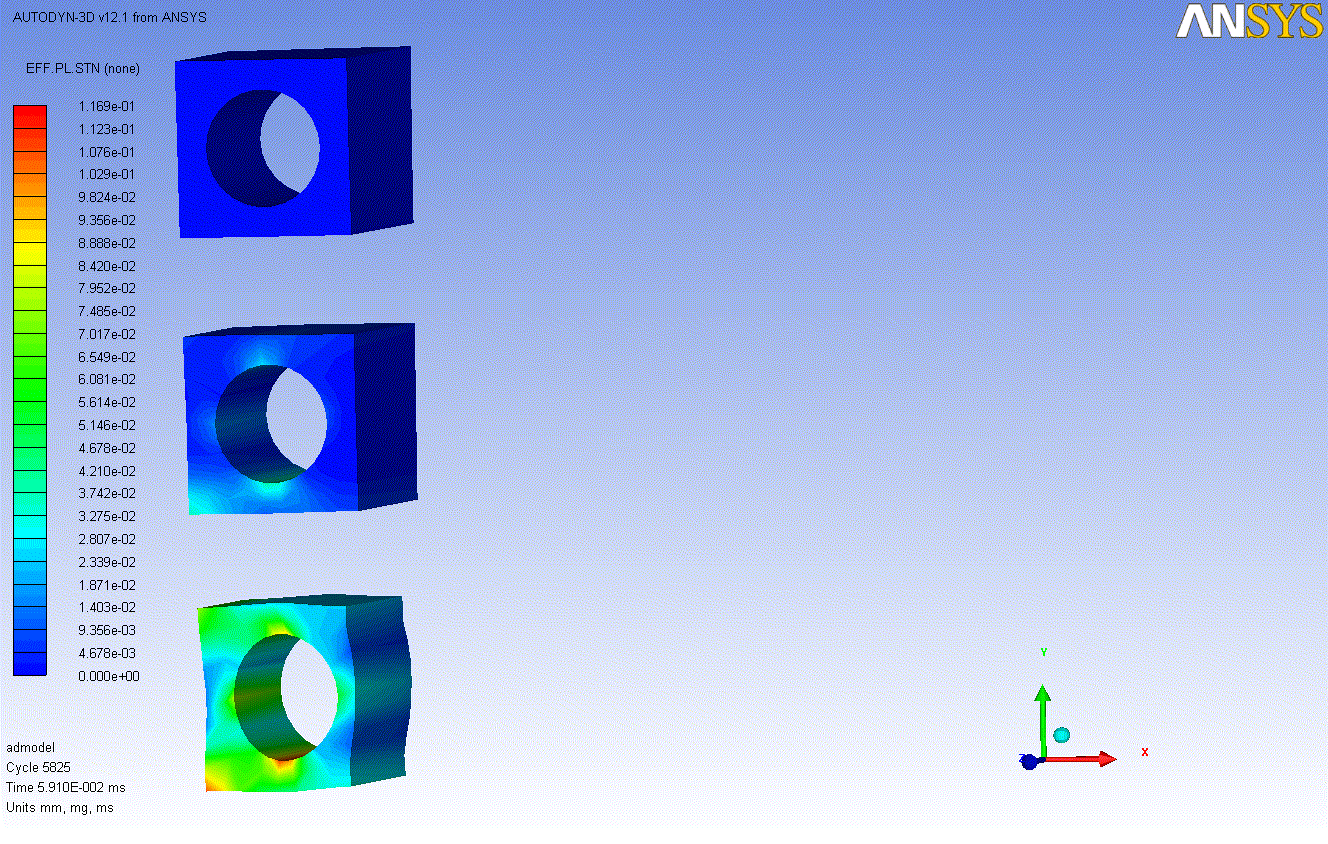 AUTODYN-3D v12.1 from ANSYS
ANSYS
EFF.PL.STN (none)
1.169e-01
1.123e-01
1.076e-01
1.029e-01
9.824e-02
9.356e-02
8.888e-02
8.420e-02
7.952e-02
7.485e-02
7.017e-02
6.549e-02
6.081e-02
5.614e-02
5.146e-02
4.678e-02
4.210e-02
3.742e-02
3.275e-02
2.807e-02
2.339e-02
1.871e-02
1.403e-02
9.356e-03
4.678e-03
0.000e+00
Y
X
admodel
Cycle 5825
Time 5.910E-002 ms
Units mm, mg, ms